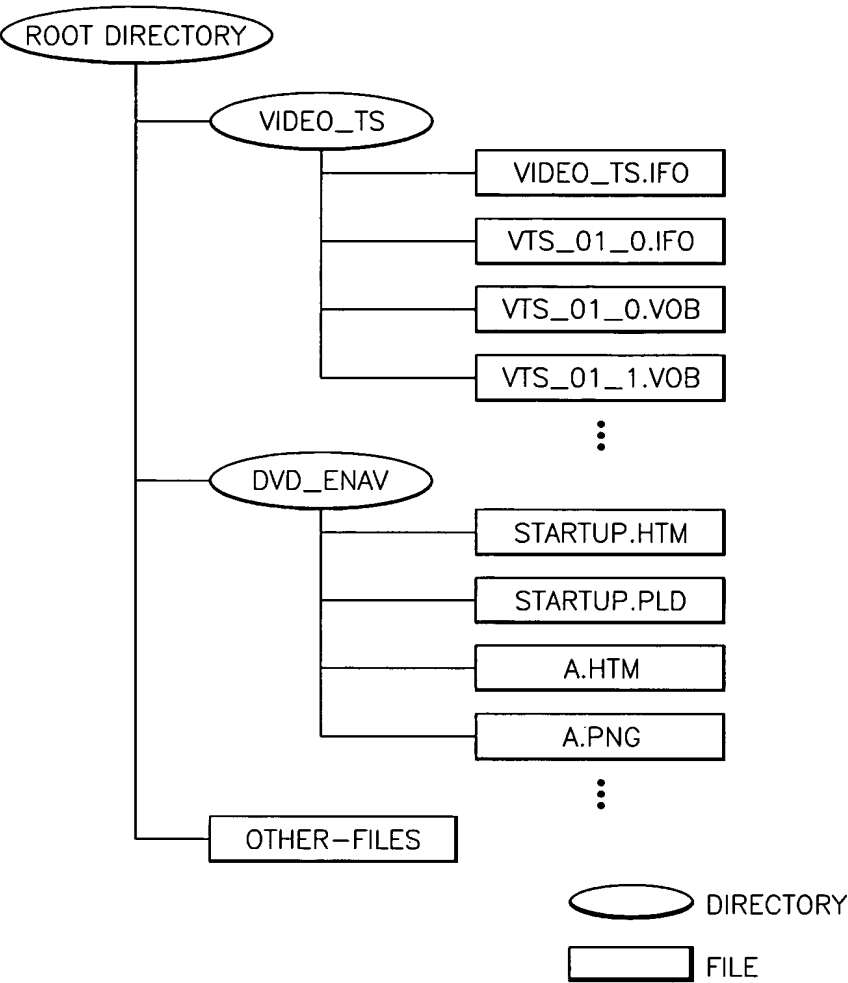 ROOT DIRECTORY
VIDEO_TS
VIDEO_TS.IFO
VTS_01_0.IFO
VTS_01_0.VOB
VTS_01_1.VOB
DVD_ENAV
STARTUP.HTM
STARTUP.PLD
A.HTM
A.PNG
OTHER-FILES
DIRECTORY
FILE